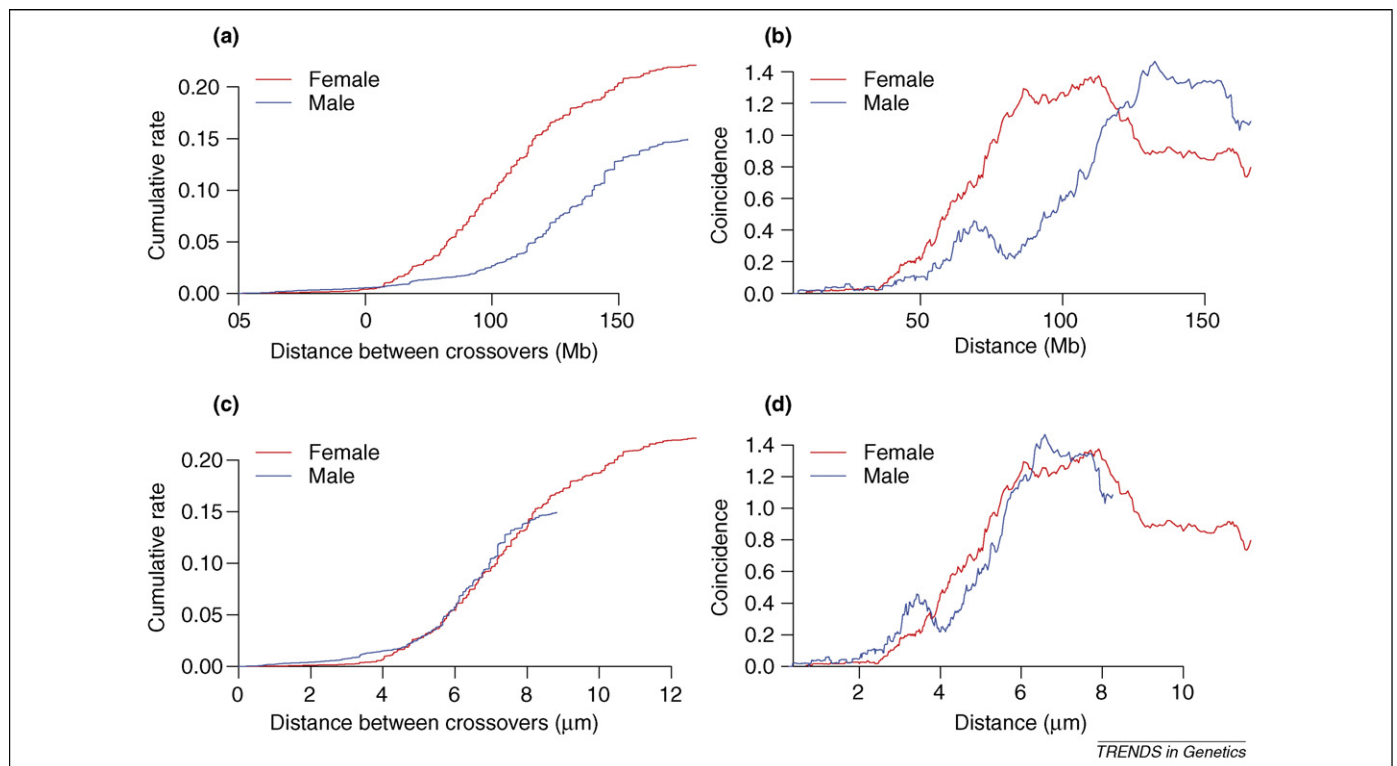 (a)
Female
Male
0.20
0.15
0.10
0.05
0.00
Cumulative rate
05 0 100 150
Distance between crossovers (Mb)
(b)
Female
Male
1.4
1.2
1.0
0.8
0.6
0.4
0.2
0.0
Coincidence
50 100 150
Distance (Mb)
(c)
Female
Male
0.20
0.15
0.10
0.05
0.00
Cumulative rate
0 2 4 6 8 10 12
Distance between crossovers (μm)
(d)
Female
Male
1.4
1.2
1.0
0.8
0.6
0.4
0.2
0.0
Coincidence
2 4 6 8 10
Distance (μm)
TRENDS in Genetics